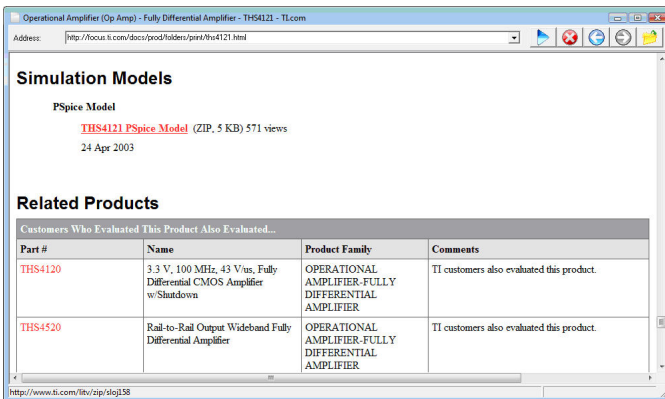 Operational Amplifier (Op Amp) - Fully Differential Amplifier - THS4121 - TI.com
Address: http://focus.ti.com/docs/prod/folders/print/ths4121.html
Simulation Models
PSpice Model
THS4121 PSpice Model (ZIP, 5 KB) 571 views
24 Apr 2003
Related Products
Customers Who Evaluated This Product Also Evaluated...
Part # Name Product Family Comments
THS4120 3.3 V, 100 MHz, 43 V/us, Fully OPERATIONAL TI customers also evaluated this product.
Differential CMOS Amplifier AMPLIFIER-FULLY
w/Shutdown DIFFERENTIAL
AMPLIFIER
THS4520 Rail-to-Rail Output Wideband Fully OPERATIONAL TI customers also evaluated this product.
Differential Amplifier AMPLIFIER-FULLY
DIFFERENTIAL
AMPLIFIER
http://www.ti.com/litv/zip/sloj158